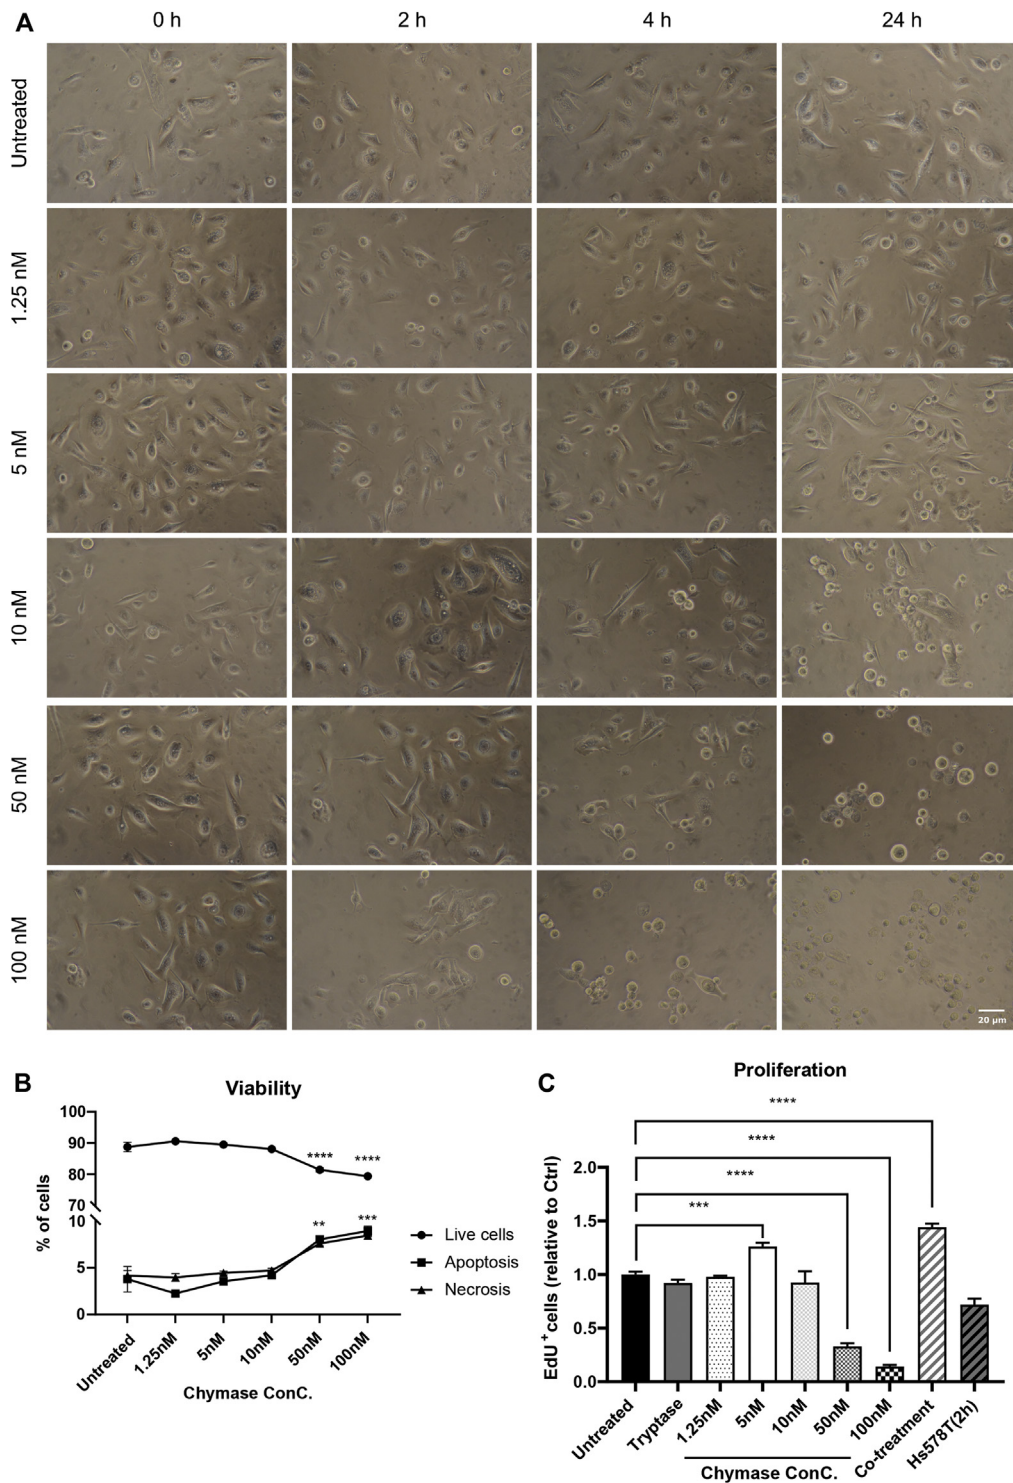 A
0 h 2 h 4 h 24 h
Untreated
1.25 nM
5 nM
10 nM
50 nM
100 nM
20 µm
B
Viability
% of cells
100
90
80
70
10
5
0
**** ****
** ***
Live cells
Apoptosis
Necrosis
Untreated 1.25nM 5nM 10nM 50nM 100nM
Chymase ConC.
C
Proliferation
EdU + cells (relative to Ctrl)
2.0
1.5
1.0
0.5
0.0
****
****
****
***
Untreated Tryptase 1.25nM 5nM 10nM 50nM 100nM Co-treatment Hs578T(2h)
Chymase ConC.